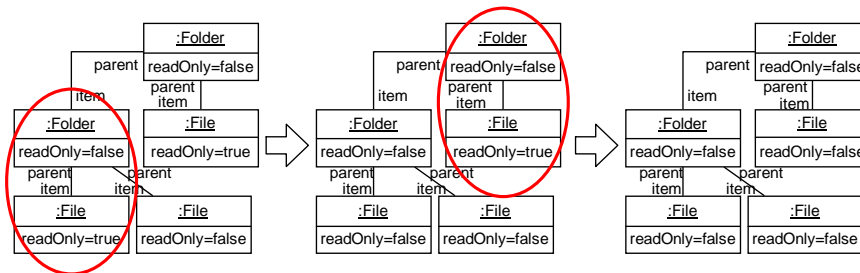 :Folder
readOnly=false
parent
parent
item
item
:Folder
readOnly=false
:File
readOnly=true
parent
item
parent
item
:File
readOnly=true
:File
readOnly=false
:Folder
readOnly=false
parent
parent
item
item
:Folder
readOnly=false
:File
readOnly=true
parent
item
parent
item
:File
readOnly=false
:File
readOnly=false
:Folder
readOnly=false
parent
parent
item
item
:Folder
readOnly=false
:File
readOnly=false
parent
item
parent
item
:File
readOnly=false
:File
readOnly=false